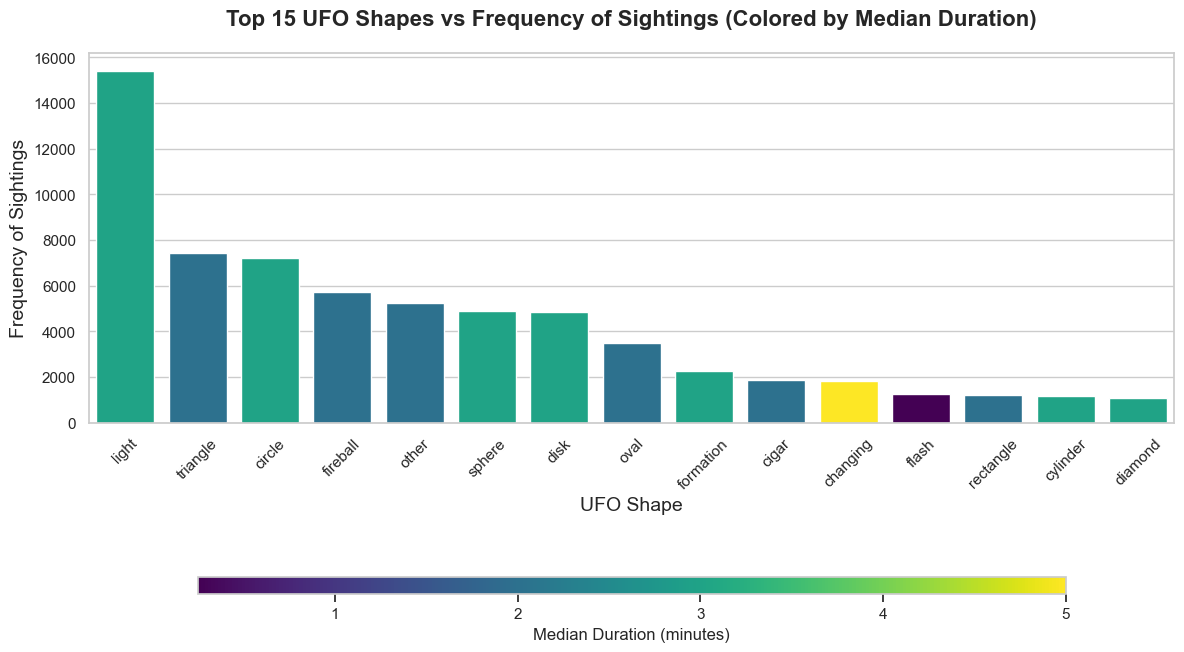 Top 15 UFO Shapes vs Frequency of Sightings (Colored by Median Duration)
Frequency of Sightings
16000
14000
12000
10000
8000
6000
4000
2000
0
light triangle circle fireball other sphere disk oval formation cigar changing flash rectangle cylinder diamond
UFO Shape
1 2 3 4 5
Median Duration (minutes)